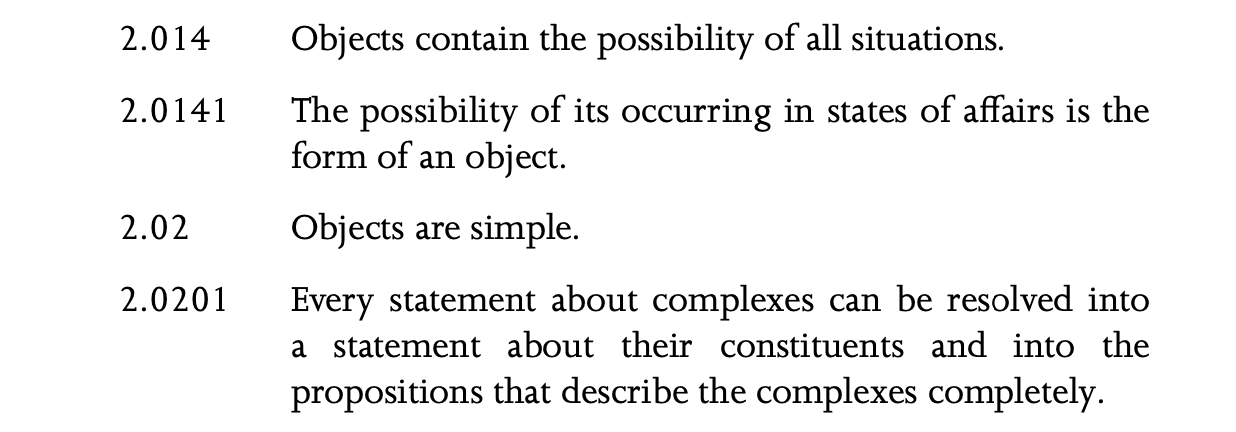 2.014 Objects contain the possibility of all situations.
2.0141 The possibility of its occurring in states of affairs is the
form of an object.
2.02 Objects are simple.
2.0201 Every statement about complexes can be resolved into
a statement about their constituents and into the
propositions that describe the complexes completely.